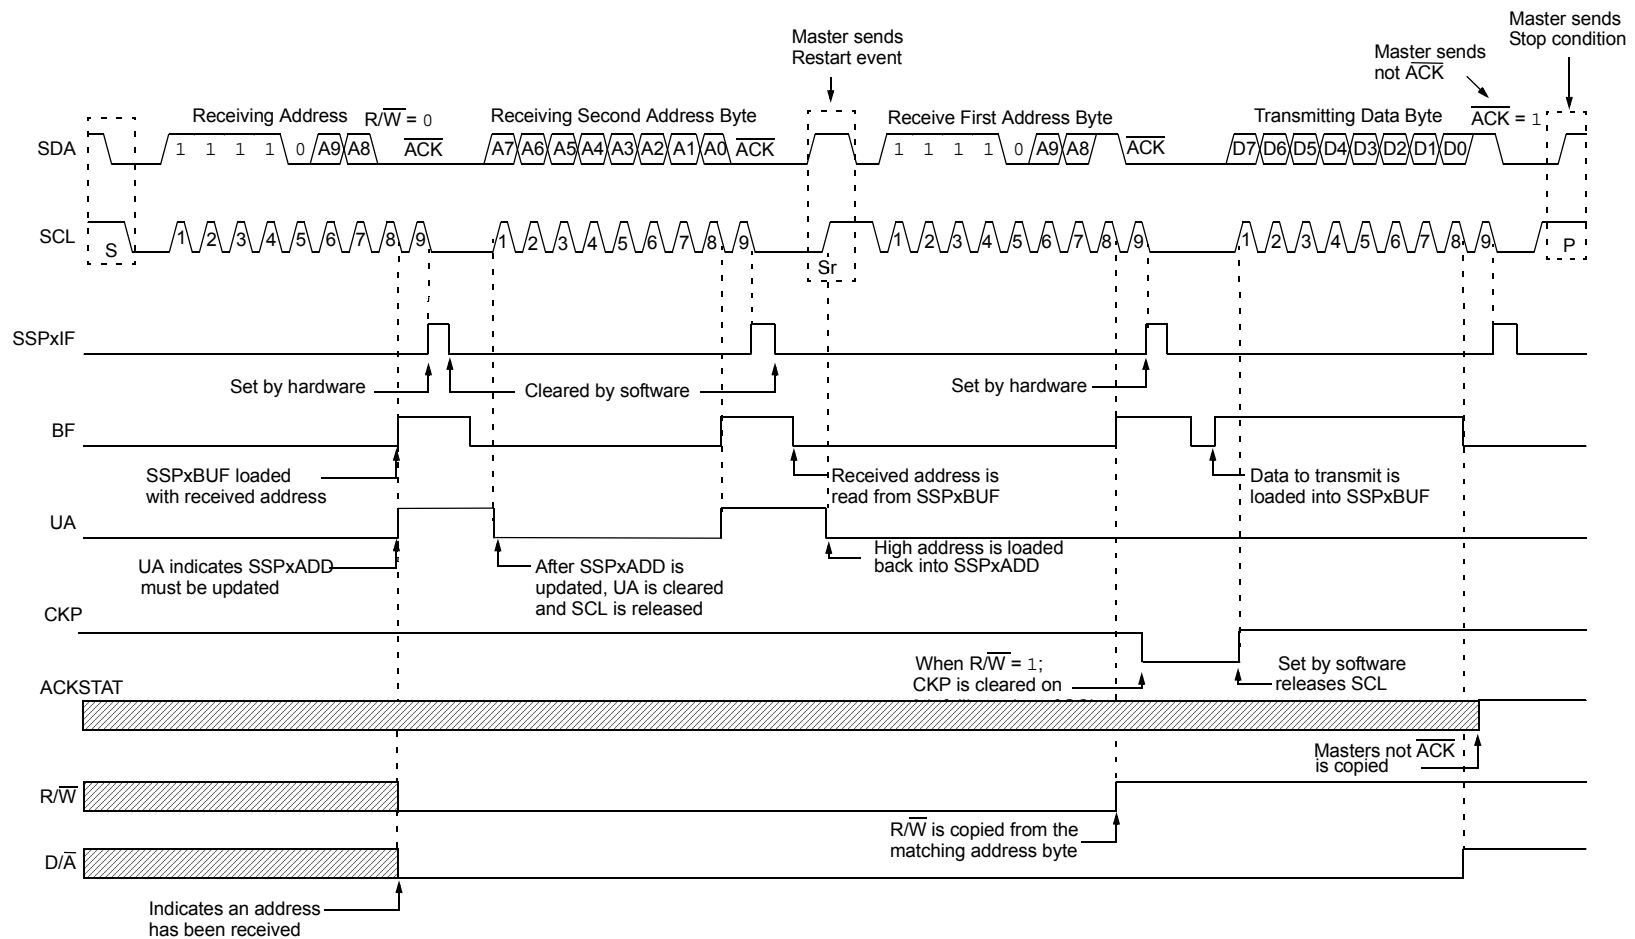 Master sends
Stop condition
Master sends
Restart event
Master sends
not A̅C̅K̅
Receiving Address R/W̅ = 0
Receiving Second Address Byte
Receive First Address Byte
Transmitting Data Byte
A̅C̅K̅ = 1
SDA
1 1 1 1 0 A9 A8 A̅C̅K̅
A7 A6 A5 A4 A3 A2 A1 A0 A̅C̅K̅
1 1 1 1 0 A9 A8 A̅C̅K̅
D7 D6 D5 D4 D3 D2 D1 D0
SCL
S
1 2 3 4 5 6 7 8 9
1 2 3 4 5 6 7 8 9
Sr
1 2 3 4 5 6 7 8 9
1 2 3 4 5 6 7 8 9
P
SSPxIF
Set by hardware
Cleared by software
Set by hardware
BF
SSPxBUF loaded
with received address
Received address is
read from SSPxBUF
Data to transmit is
loaded into SSPxBUF
UA
UA indicates SSPxADD
must be updated
After SSPxADD is
updated, UA is cleared
and SCL is released
High address is loaded
back into SSPxADD
CKP
When R/W̅ = 1;
CKP is cleared on
Set by software
releases SCL
ACKSTAT
Masters not A̅C̅K̅
is copied
R/W̅
R/W̅ is copied from the
matching address byte
D/A̅
Indicates an address
has been received